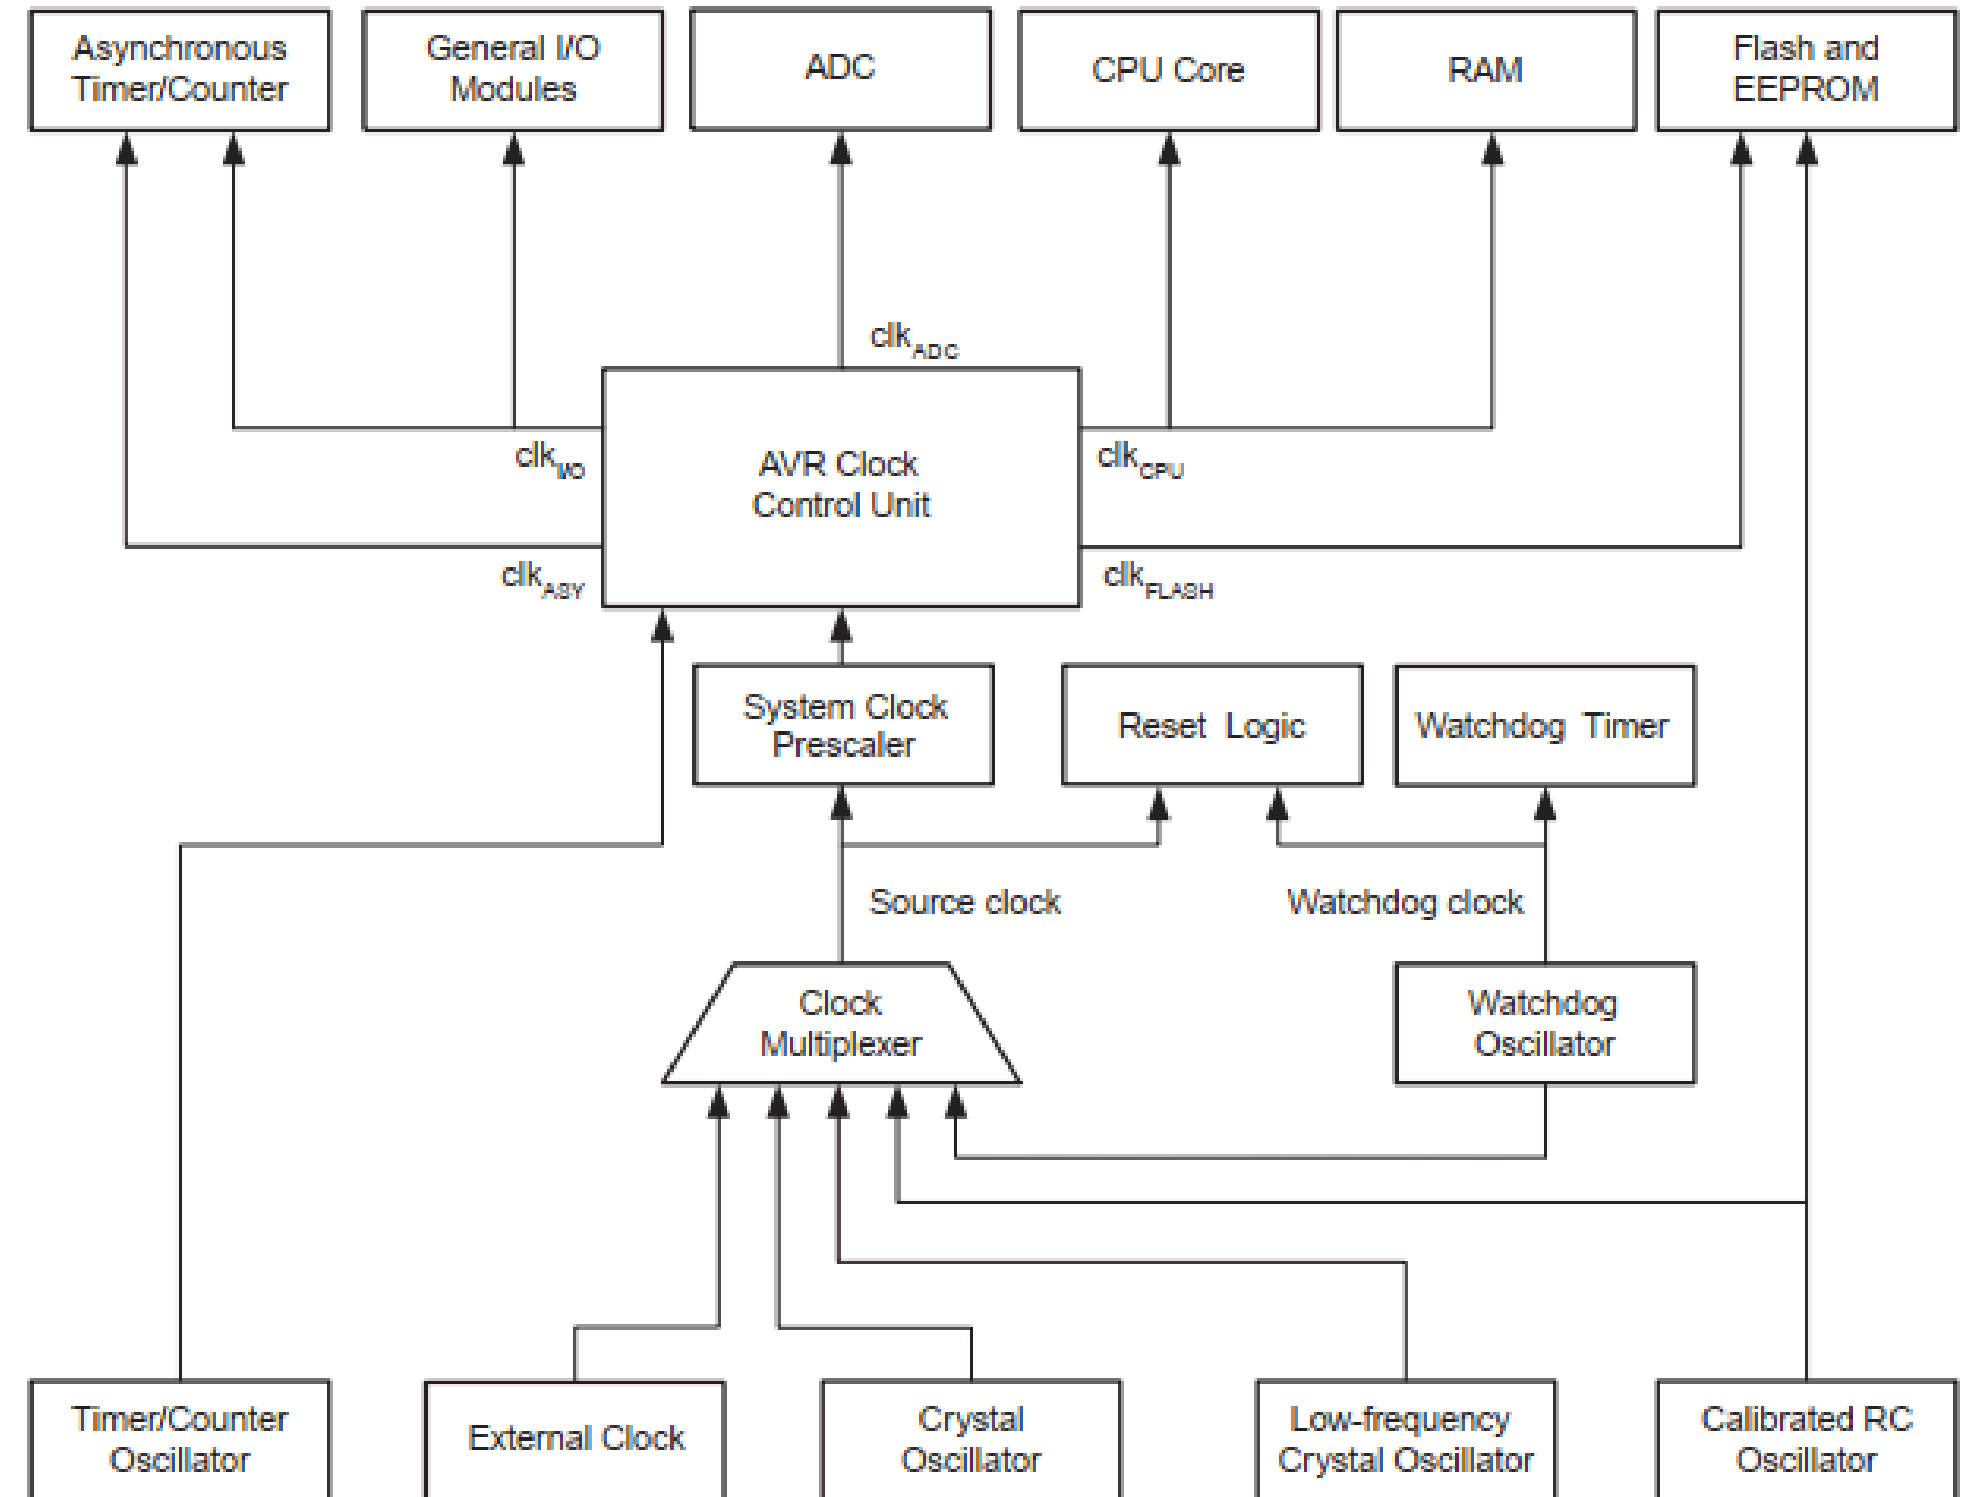 Asynchronous
Timer/Counter
General I/O
Modules
ADC
CPU Core
RAM
Flash and
EEPROM
clkADC
clkI/O
AVR Clock
Control Unit
clkCPU
clkASY
clkFLASH
System Clock
Prescaler
Reset Logic
Watchdog Timer
Source clock
Watchdog clock
Clock
Multiplexer
Watchdog
Oscillator
Timer/Counter
Oscillator
External Clock
Crystal
Oscillator
Low-frequency
Crystal Oscillator
Calibrated RC
Oscillator